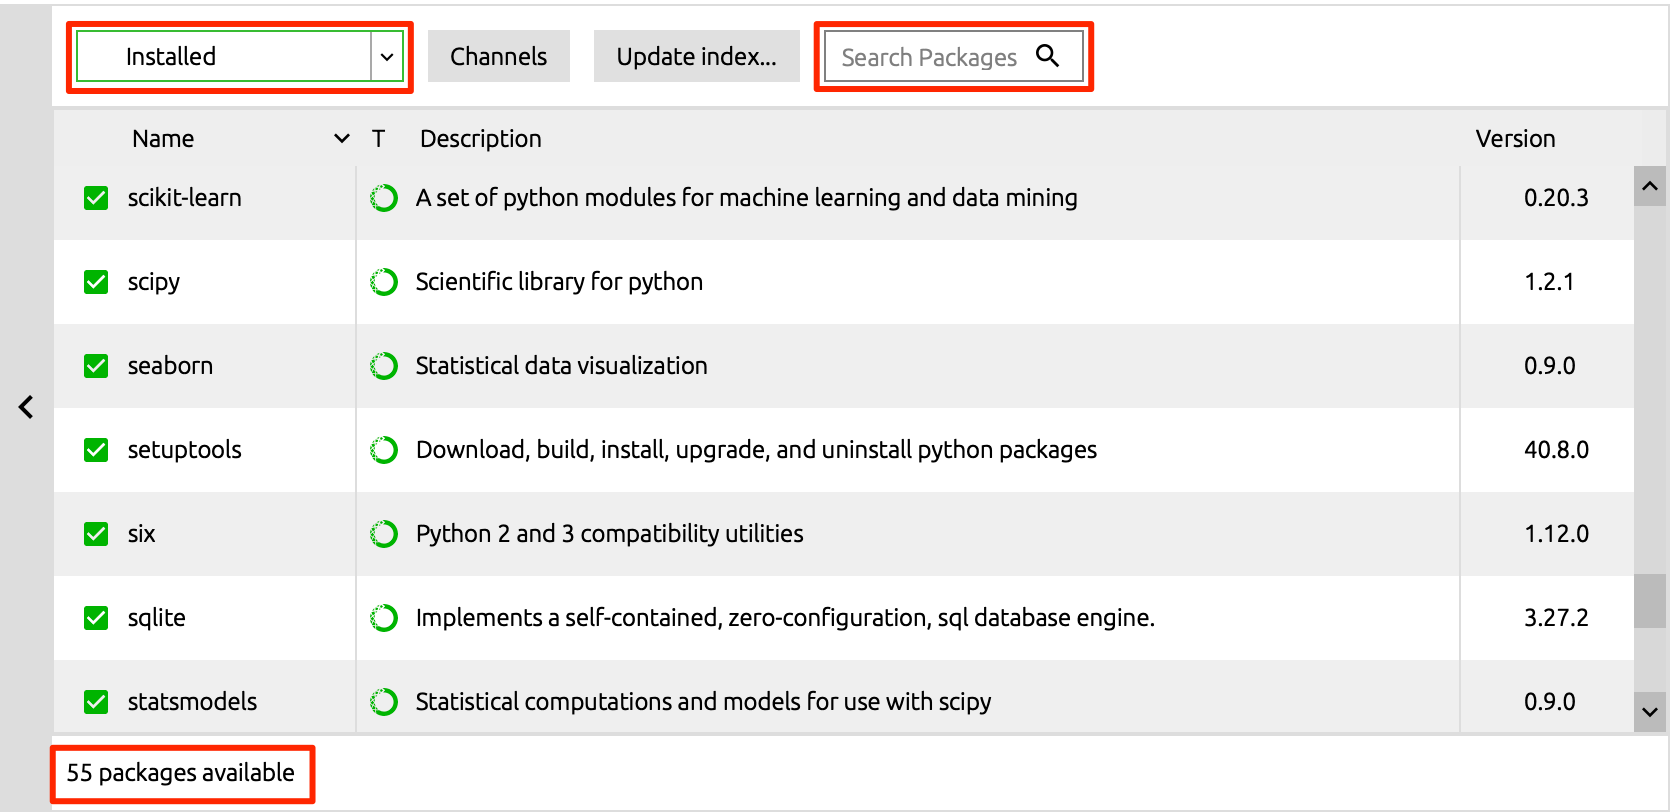 Installed Channels Update index... Search Packages
Name T Description Version
scikit-learn A set of python modules for machine learning and data mining 0.20.3
scipy Scientific library for python 1.2.1
seaborn Statistical data visualization 0.9.0
setuptools Download, build, install, upgrade, and uninstall python packages 40.8.0
six Python 2 and 3 compatibility utilities 1.12.0
sqlite Implements a self-contained, zero-configuration, sql database engine. 3.27.2
statsmodels Statistical computations and models for use with scipy 0.9.0
55 packages available